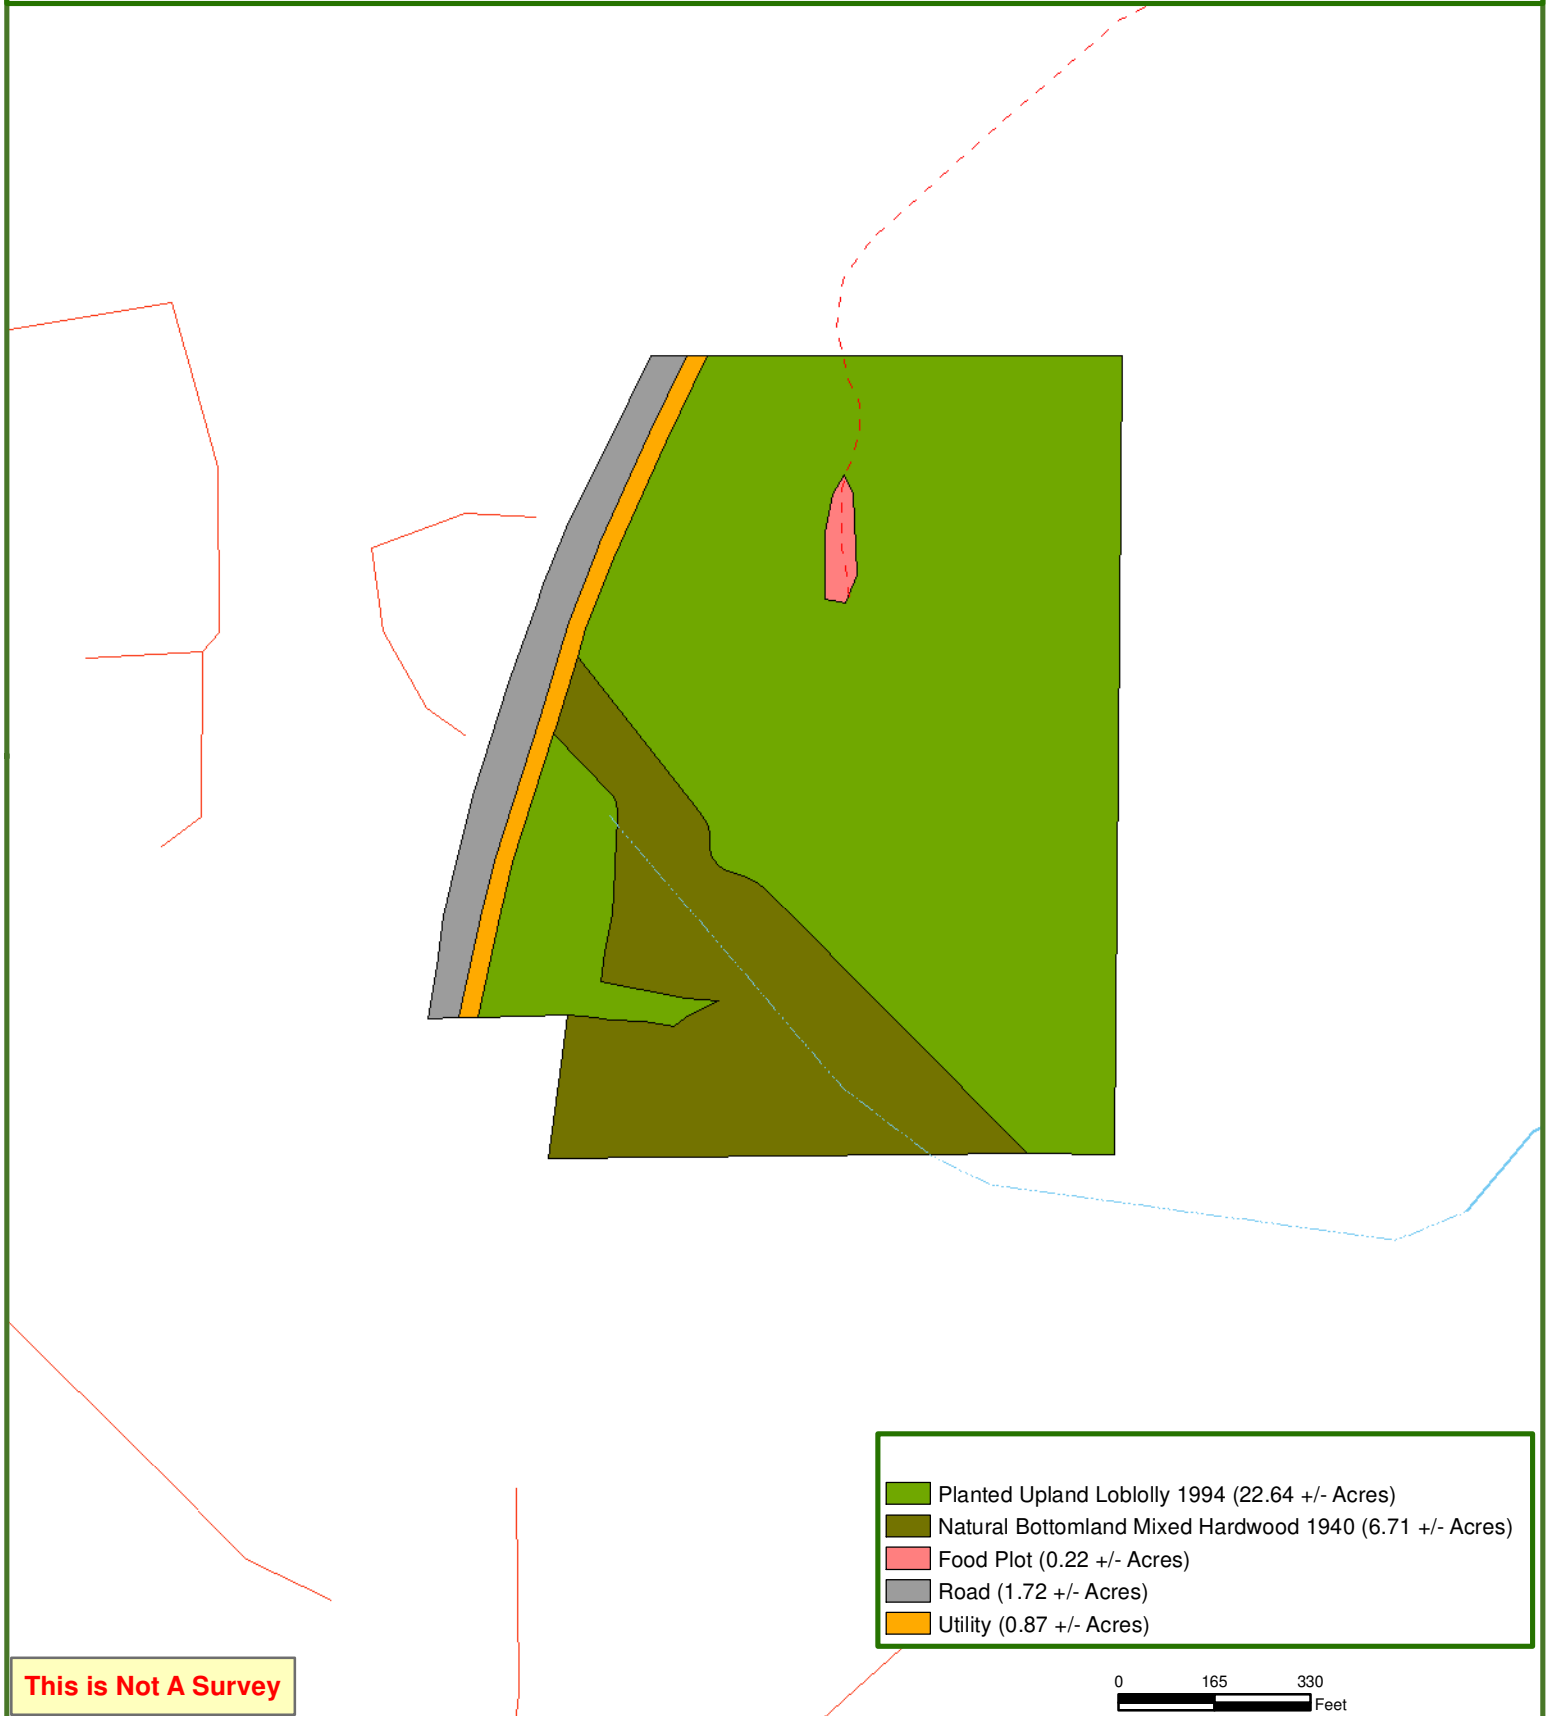 Planted Upland Loblolly 1994 (22.64 +/- Acres)
Natural Bottomland Mixed Hardwood 1940 (6.71 +/- Acres)
Food Plot (0.22 +/- Acres)
Road (1.72 +/- Acres)
Utility (0.87 +/- Acres)
This is Not A Survey
0 165 330
Feet